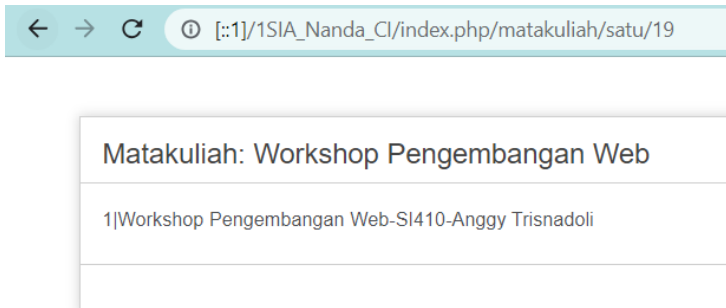 [::1]/1SIA_Nanda_CI/index.php/matakuliah/satu/19
Matakuliah: Workshop Pengembangan Web
1|Workshop Pengembangan Web-SI410-Anggy Trisnadoli